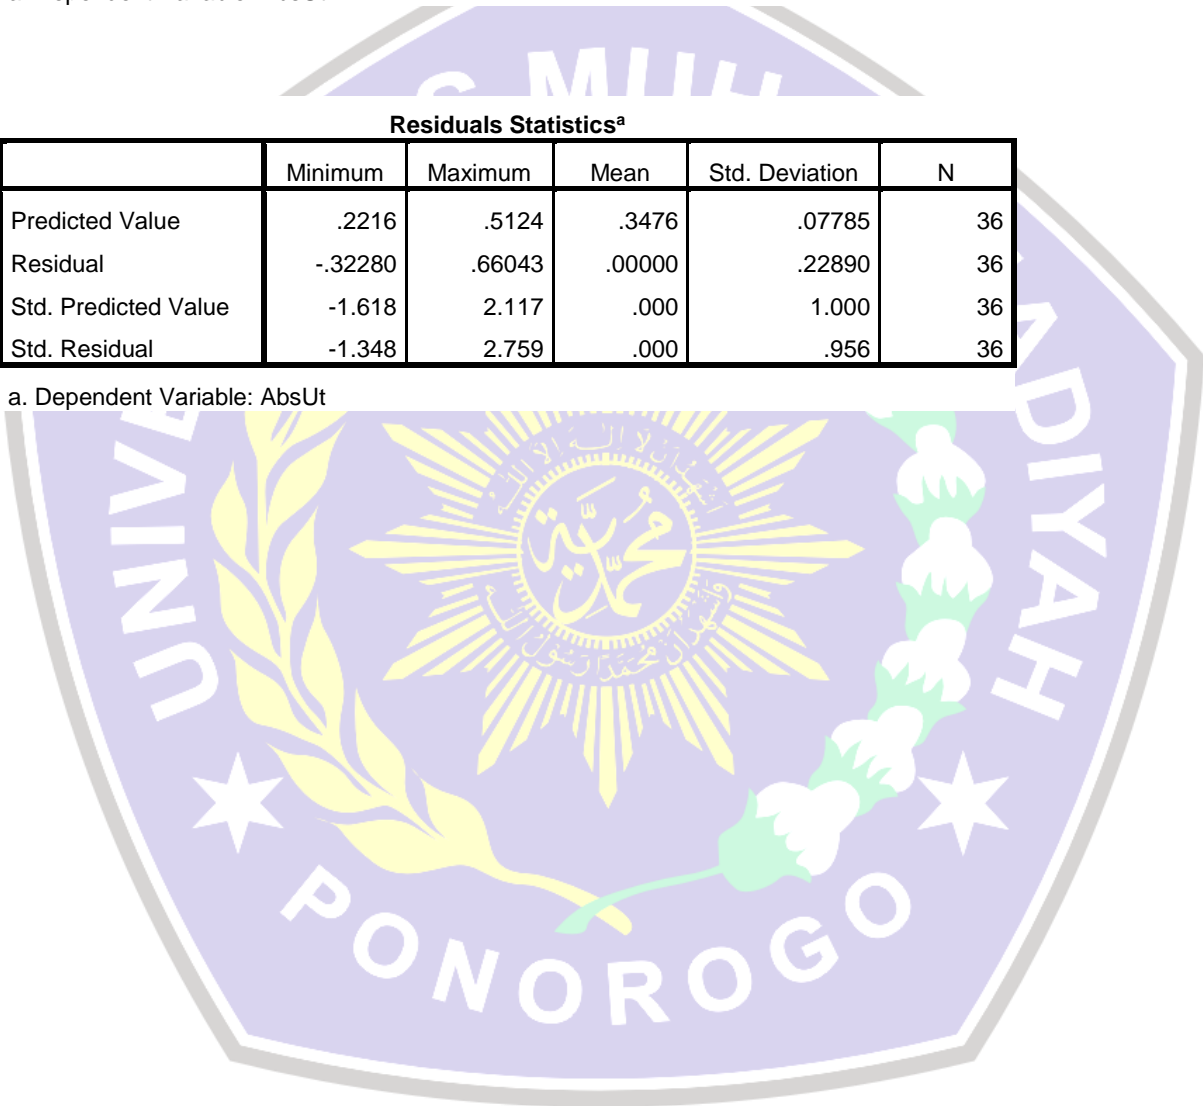 Residuals Statisticsᵃ
Minimum Maximum Mean Std. Deviation N
Predicted Value .2216 .5124 .3476 .07785 36
Residual -.32280 .66043 .00000 .22890 36
Std. Predicted Value -1.618 2.117 .000 1.000 36
Std. Residual -1.348 2.759 .000 .956 36
a. Dependent Variable: AbsUt
PONOROGO